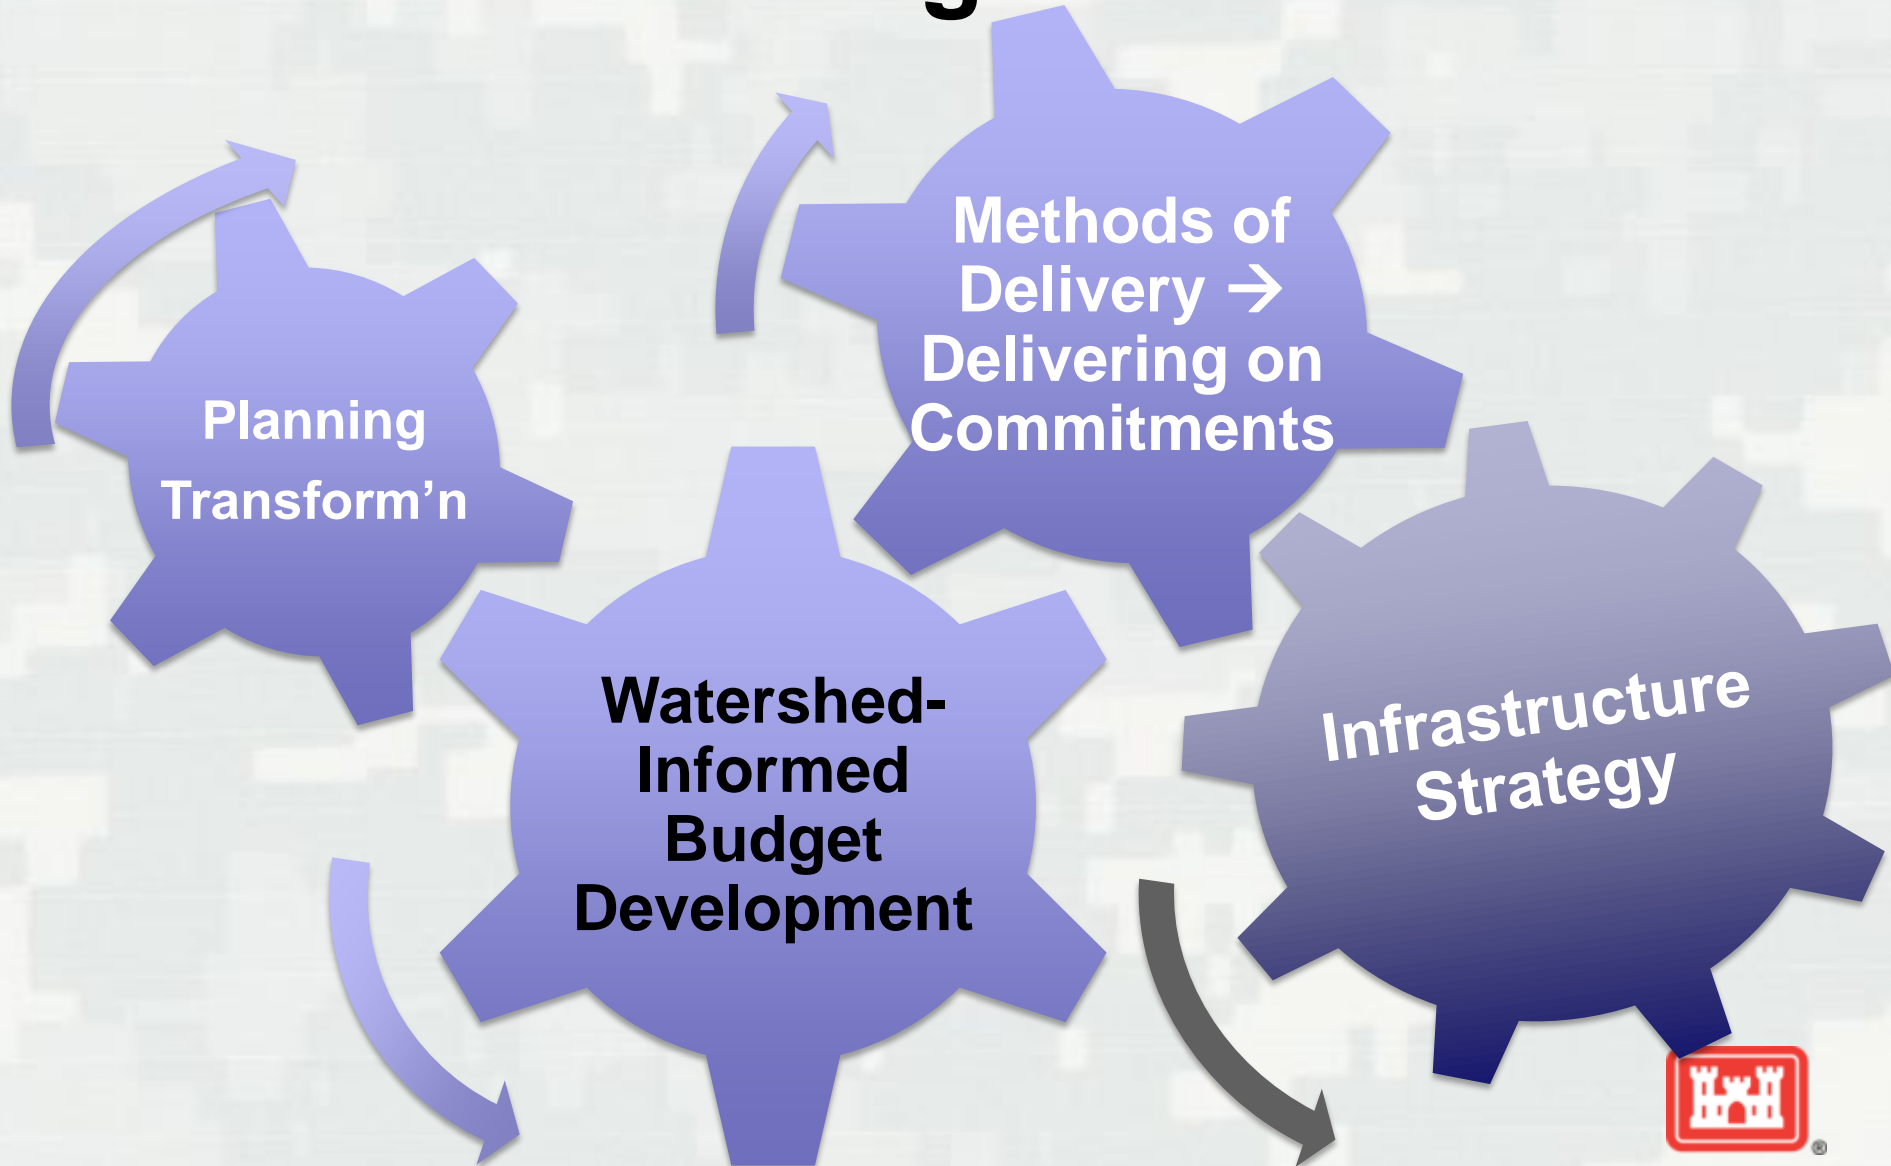 g
Planning
Transform’n
Methods of
Delivery →
Delivering on
Commitments
Watershed-
Informed
Budget
Development
Infrastructure
Strategy
®